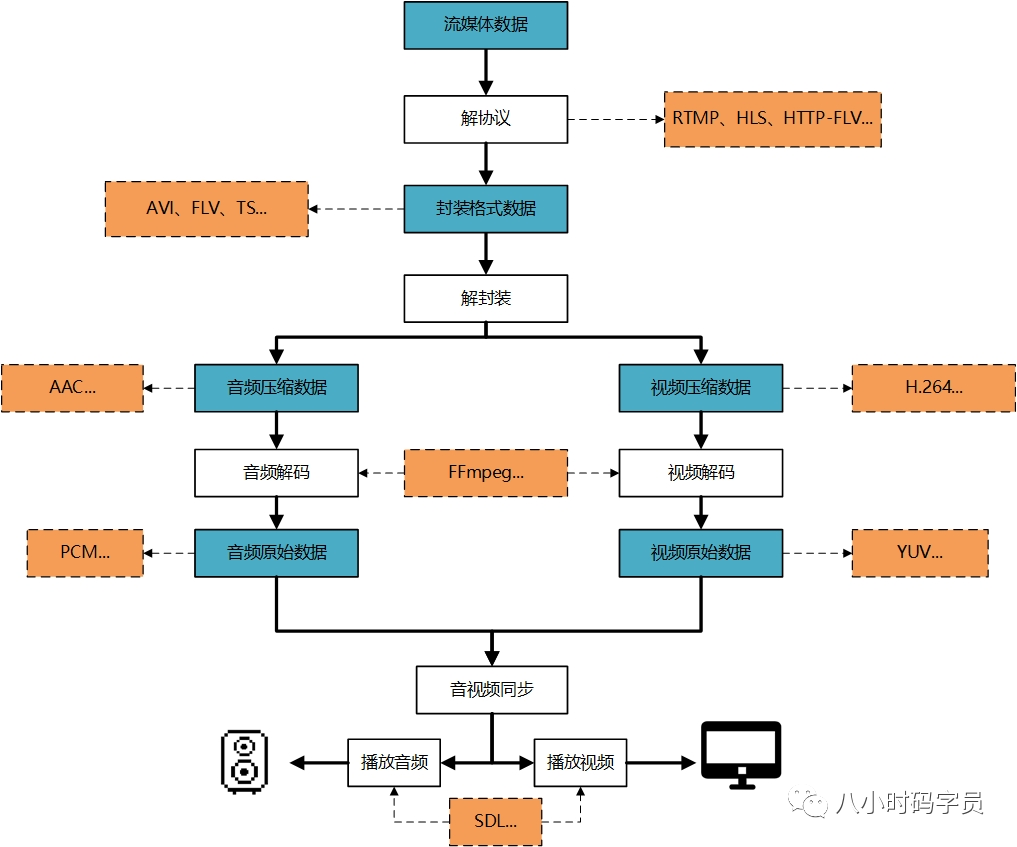 流媒体数据
解协议
RTMP、HLS、HTTP-FLV...
AVI、FLV、TS...
封装格式数据
解封装
AAC...
音频压缩数据
视频压缩数据
H.264...
音频解码
FFmpeg...
视频解码
PCM...
音频原始数据
视频原始数据
YUV...
音视频同步
播放音频
播放视频
SDL...
八小时码字员